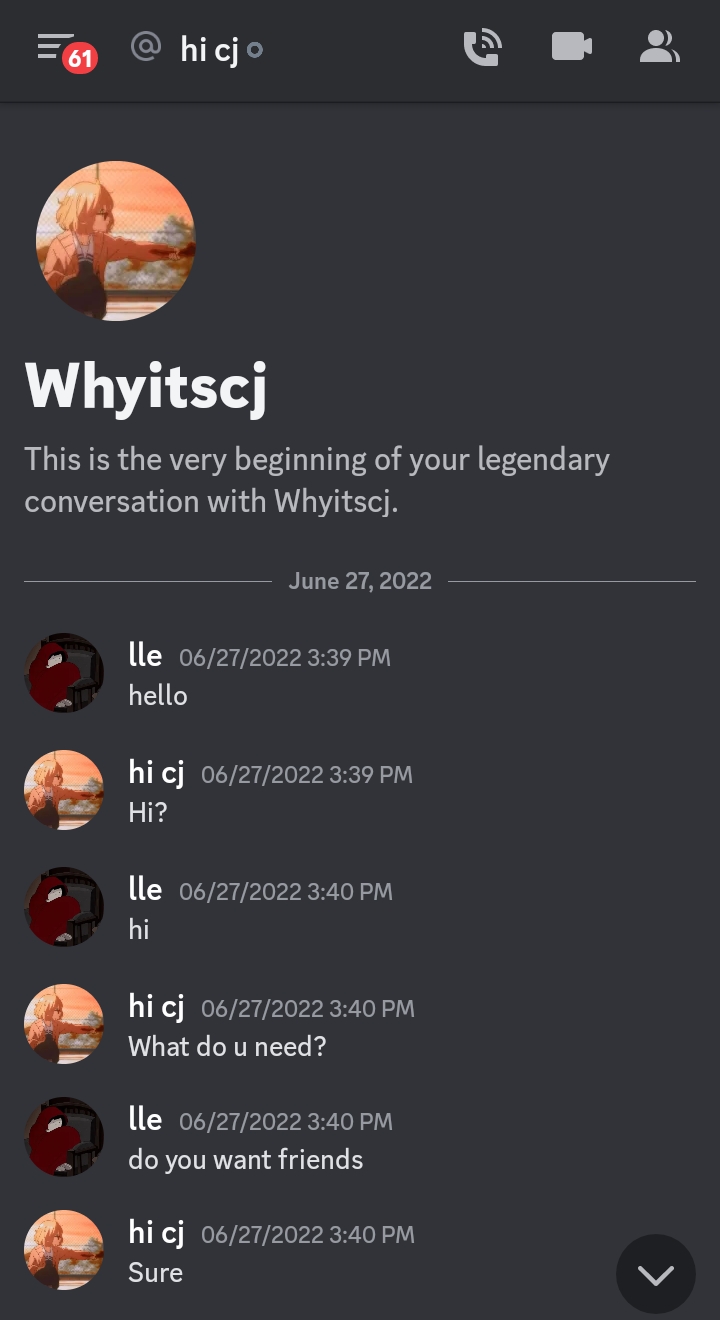 61
@ hi cj
Whyitscj
This is the very beginning of your legendary
conversation with Whyitscj.
June 27, 2022
lle 06/27/2022 3:39 PM
hello
hi cj 06/27/2022 3:39 PM
Hi?
lle 06/27/2022 3:40 PM
hi
hi cj 06/27/2022 3:40 PM
What do u need?
lle 06/27/2022 3:40 PM
do you want friends
hi cj 06/27/2022 3:40 PM
Sure